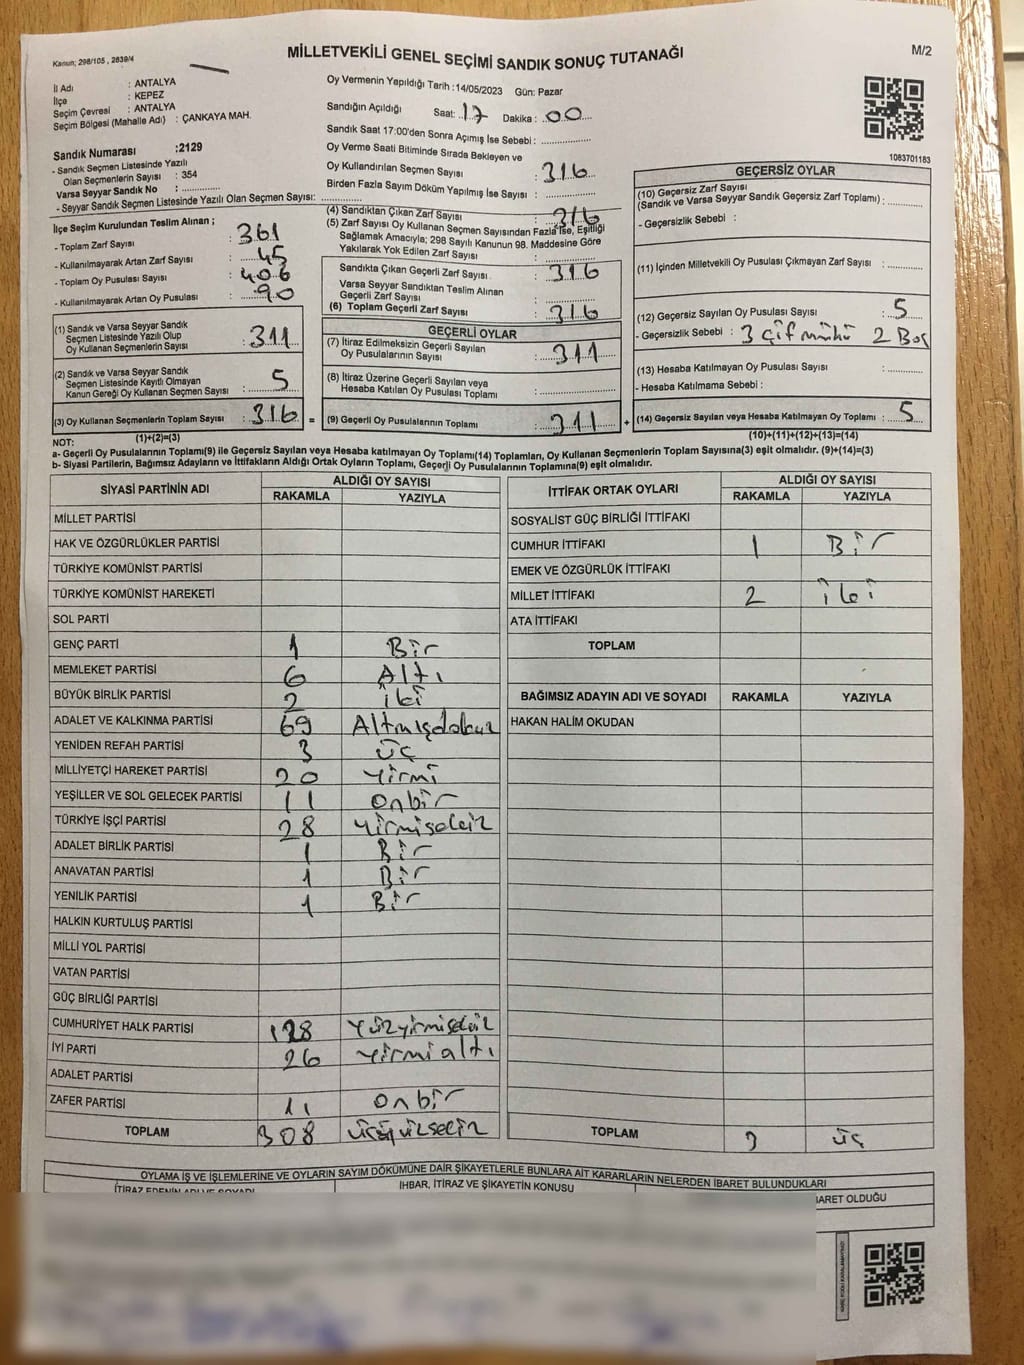 Kanun; 298/105 , 2839/4
MİLLETVEKİLİ GENEL SEÇİMİ SANDIK SONUÇ TUTANAĞI
M/2
İl Adı : ANTALYA
İlçe : KEPEZ
Seçim Çevresi : ANTALYA
Seçim Bölgesi (Mahalle Adı) : ÇANKAYA MAH.
Sandık Numarası :2129
- Sandık Seçmen Listesinde Yazılı
Olan Seçmenlerin Sayısı : 354
Varsa Seyyar Sandık No : ..............
- Seyyar Sandık Seçmen Listesinde Yazılı Olan Seçmen Sayısı: ..............
Oy Vermenin Yapıldığı Tarih :14/05/2023 Gün: Pazar
Sandığın Açıldığı Saat: 17 Dakika : 00
Sandık Saat 17:00'den Sonra Açımış İse Sebebi : ..............
Oy Verme Saati Bitiminde Sırada Bekleyen ve
Oy Kullandırılan Seçmen Sayısı : 316
Birden Fazla Sayım Döküm Yapılmış İse Sayısı : ..............
1083701183
İlçe Seçim Kurulundan Teslim Alınan ;
- Toplam Zarf Sayısı : 361
- Kullanılmayarak Artan Zarf Sayısı : 45
- Toplam Oy Pusulası Sayısı : 406
- Kullanılmayarak Artan Oy Pusulası : 90
(1) Sandık ve Varsa Seyyar Sandık
Seçmen Listesinde Yazılı Olup
Oy Kullanan Seçmenlerin Sayısı : 311
(2) Sandık ve Varsa Seyyar Sandık
Seçmen Listesinde Kayıtlı Olmayan
Kanun Gereği Oy Kullanan Seçmen Sayısı : 5
(3) Oy Kullanan Seçmenlerin Toplam Sayısı : 316 =
(1)+(2)=(3)
(4) Sandıktan Çıkan Zarf Sayısı : 316
(5) Zarf Sayısı Oy Kullanan Seçmen Sayısından Fazla İse, Eşitliği
Sağlamak Amacıyla; 298 Sayılı Kanunun 98. Maddesine Göre
Yakılarak Yok Edilen Zarf Sayısı : ..............
Sandıkta Çıkan Geçerli Zarf Sayısı : 316
Varsa Seyyar Sandıktan Teslim Alınan
Geçerli Zarf Sayısı : ..............
(6) Toplam Geçerli Zarf Sayısı : 316
GEÇERLİ OYLAR
(7) İtiraz Edilmeksizin Geçerli Sayılan
Oy Pusulalarının Sayısı : 311
(8) İtiraz Üzerine Geçerli Sayılan veya
Hesaba Katılan Oy Pusulası Toplamı : ..............
(9) Geçerli Oy Pusulalarının Toplamı : 311 +
GEÇERSİZ OYLAR
(10) Geçersiz Zarf Sayısı
(Sandık ve Varsa Seyyar Sandık Geçersiz Zarf Toplamı) : ..............
- Geçersizlik Sebebi :
(11) İçinden Milletvekili Oy Pusulası Çıkmayan Zarf Sayısı : ..............
(12) Geçersiz Sayılan Oy Pusulası Sayısı : 5
- Geçersizlik Sebebi : 3 Çif mühü 2 Boş
(13) Hesaba Katılmayan Oy Pusulası Sayısı : ..............
- Hesaba Katılmama Sebebi :
(14) Geçersiz Sayılan veya Hesaba Katılmayan Oy Toplamı : 5
(10)+(11)+(12)+(13)=(14)
NOT:
a- Geçerli Oy Pusulalarının Toplamı(9) ile Geçersiz Sayılan veya Hesaba katılmayan Oy Toplamı(14) Toplamları, Oy Kullanan Seçmenlerin Toplam Sayısına(3) eşit olmalıdır. (9)+(14)=(3)
b- Siyasi Partilerin, Bağımsız Adayların ve İttifakların Aldığı Ortak Oyların Toplamı, Geçerli Oy Pusulalarının Toplamına(9) eşit olmalıdır.
SİYASİ PARTİNİN ADI ALDIĞI OY SAYISI
RAKAMLA YAZIYLA
MİLLET PARTİSİ
HAK VE ÖZGÜRLÜKLER PARTİSİ
TÜRKİYE KOMÜNİST PARTİSİ
TÜRKİYE KOMÜNİST HAREKETİ
SOL PARTİ
GENÇ PARTİ 1 Bir
MEMLEKET PARTİSİ 6 Altı
BÜYÜK BİRLİK PARTİSİ 2 iki
ADALET VE KALKINMA PARTİSİ 69 Altmışdokuz
YENİDEN REFAH PARTİSİ 3 üç
MİLLİYETÇİ HAREKET PARTİSİ 20 Yirmi
YEŞİLLER VE SOL GELECEK PARTİSİ 11 onbir
TÜRKİYE İŞÇİ PARTİSİ 28 Yirmisekiz
ADALET BİRLİK PARTİSİ 1 Bir
ANAVATAN PARTİSİ 1 Bir
YENİLİK PARTİSİ 1 Bir
HALKIN KURTULUŞ PARTİSİ
MİLLİ YOL PARTİSİ
VATAN PARTİSİ
GÜÇ BİRLİĞİ PARTİSİ
CUMHURİYET HALK PARTİSİ 128 Yüzyirmisekiz
İYİ PARTİ 26 Yirmialtı
ADALET PARTİSİ
ZAFER PARTİSİ 11 onbir
TOPLAM 308 üçyüzsekiz
İTTİFAK ORTAK OYLARI ALDIĞI OY SAYISI
RAKAMLA YAZIYLA
SOSYALİST GÜÇ BİRLİĞİ İTTİFAKI
CUMHUR İTTİFAKI 1 Bir
EMEK VE ÖZGÜRLÜK İTTİFAKI
MİLLET İTTİFAKI 2 iki
ATA İTTİFAKI
TOPLAM
BAĞIMSIZ ADAYIN ADI VE SOYADI RAKAMLA YAZIYLA
HAKAN HALİM OKUDAN
TOPLAM 3 üç
OYLAMA İŞ VE İŞLEMLERİNE VE OYLARIN SAYIM DÖKÜMÜNE DAİR ŞİKAYETLERLE BUNLARA AİT KARARLARIN NELERDEN İBARET BULUNDUKLARI
İTİRAZ EDENİN ADI VE SOYADI İHBAR, İTİRAZ VE ŞİKAYETİN KONUSU İBARET OLDUĞU